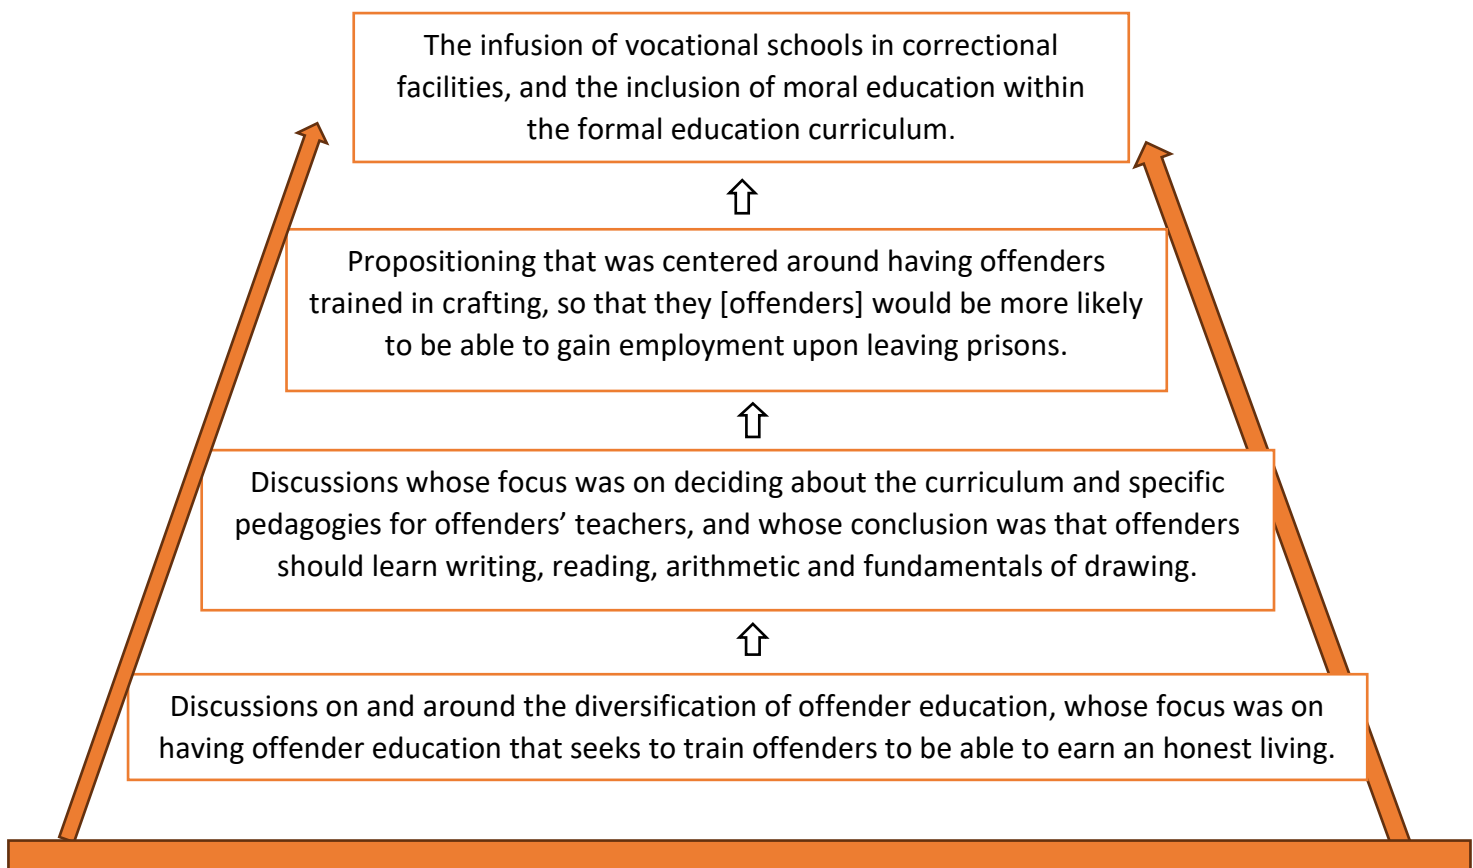 The infusion of vocational schools in correctional
facilities, and the inclusion of moral education within
the formal education curriculum.
Propositioning that was centered around having offenders
trained in crafting, so that they [offenders] would be more likely
to be able to gain employment upon leaving prisons.
Discussions whose focus was on deciding about the curriculum and specific
pedagogies for offenders’ teachers, and whose conclusion was that offenders
should learn writing, reading, arithmetic and fundamentals of drawing.
Discussions on and around the diversification of offender education, whose focus was on
having offender education that seeks to train offenders to be able to earn an honest living.